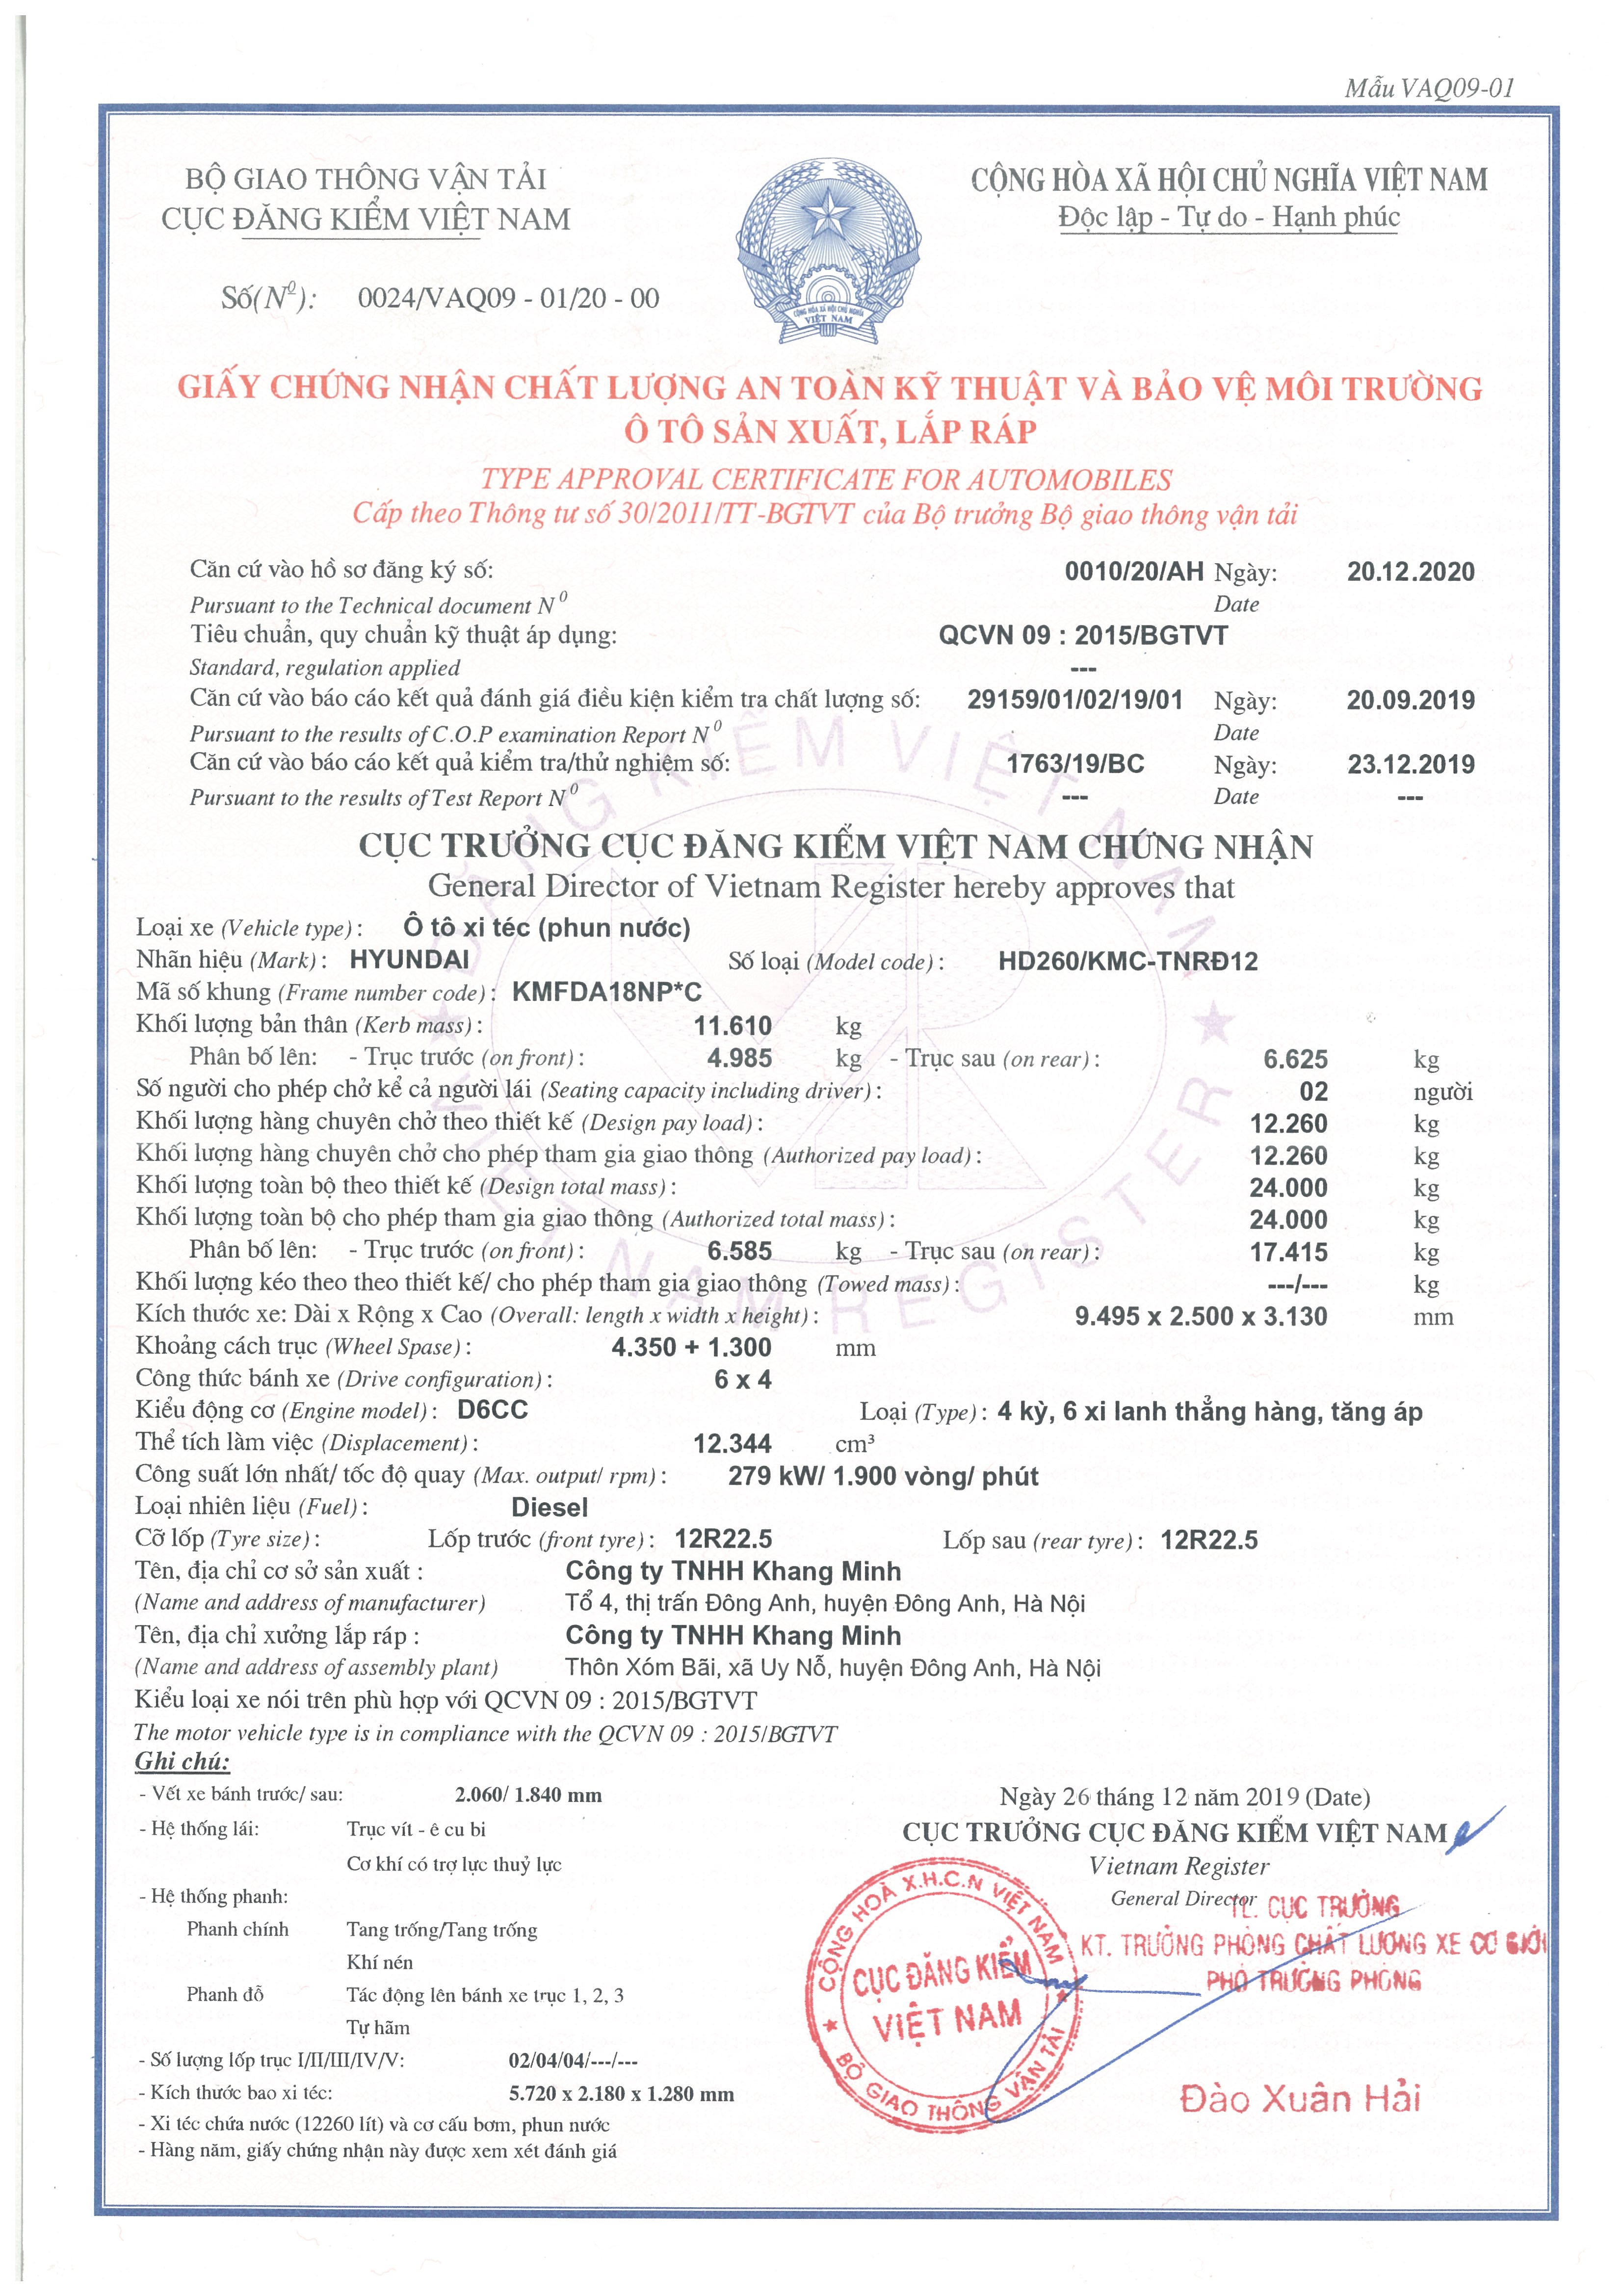 Mẫu VAQ09-01
BỘ GIAO THÔNG VẬN TẢI
CỤC ĐĂNG KIỂM VIỆT NAM
CỘNG HÒA XÃ HỘI CHỦ NGHĨA VIỆT NAM
Độc lập - Tự do - Hạnh phúc
Số(Nº): 0024/VAQ09 - 01/20 - 00
CỘNG HÒA XÃ HỘI CHỦ NGHĨA
VIỆT NAM
GIẤY CHỨNG NHẬN CHẤT LƯỢNG AN TOÀN KỸ THUẬT VÀ BẢO VỆ MÔI TRƯỜNG
Ô TÔ SẢN XUẤT, LẮP RÁP
TYPE APPROVAL CERTIFICATE FOR AUTOMOBILES
Cấp theo Thông tư số 30/2011/TT-BGTVT của Bộ trưởng Bộ giao thông vận tải
Căn cứ vào hồ sơ đăng ký số: 0010/20/AH Ngày: 20.12.2020
Pursuant to the Technical document N⁰ Date
Tiêu chuẩn, quy chuẩn kỹ thuật áp dụng: QCVN 09 : 2015/BGTVT
Standard, regulation applied ---
Căn cứ vào báo cáo kết quả đánh giá điều kiện kiểm tra chất lượng số: 29159/01/02/19/01 Ngày: 20.09.2019
Pursuant to the results of C.O.P examination Report N⁰ Date
Căn cứ vào báo cáo kết quả kiểm tra/thử nghiệm số: 1763/19/BC Ngày: 23.12.2019
Pursuant to the results of Test Report N⁰ --- Date ---
CỤC TRƯỞNG CỤC ĐĂNG KIỂM VIỆT NAM CHỨNG NHẬN
General Director of Vietnam Register hereby approves that
Loại xe (Vehicle type) : Ô tô xi téc (phun nước)
Nhãn hiệu (Mark) : HYUNDAI Số loại (Model code) : HD260/KMC-TNRĐ12
Mã số khung (Frame number code) : KMFDA18NP*C
Khối lượng bản thân (Kerb mass) : 11.610 kg
Phân bố lên: - Trục trước (on front) : 4.985 kg - Trục sau (on rear) : 6.625 kg
Số người cho phép chở kể cả người lái (Seating capacity including driver) : 02 người
Khối lượng hàng chuyên chở theo thiết kế (Design pay load) : 12.260 kg
Khối lượng hàng chuyên chở cho phép tham gia giao thông (Authorized pay load) : 12.260 kg
Khối lượng toàn bộ theo thiết kế (Design total mass) : 24.000 kg
Khối lượng toàn bộ cho phép tham gia giao thông (Authorized total mass) : 24.000 kg
Phân bố lên: - Trục trước (on front) : 6.585 kg - Trục sau (on rear) : 17.415 kg
Khối lượng kéo theo theo thiết kế/ cho phép tham gia giao thông (Towed mass) : ---/--- kg
Kích thước xe: Dài x Rộng x Cao (Overall: length x width x height) : 9.495 x 2.500 x 3.130 mm
Khoảng cách trục (Wheel Spase) : 4.350 + 1.300 mm
Công thức bánh xe (Drive configuration) : 6 x 4
Kiểu động cơ (Engine model) : D6CC Loại (Type) : 4 kỳ, 6 xi lanh thẳng hàng, tăng áp
Thể tích làm việc (Displacement) : 12.344 cm³
Công suất lớn nhất/ tốc độ quay (Max. output/ rpm) : 279 kW/ 1.900 vòng/ phút
Loại nhiên liệu (Fuel) : Diesel
Cỡ lốp (Tyre size) : Lốp trước (front tyre) : 12R22.5 Lốp sau (rear tyre) : 12R22.5
Tên, địa chỉ cơ sở sản xuất : Công ty TNHH Khang Minh
(Name and address of manufacturer) Tổ 4, thị trấn Đông Anh, huyện Đông Anh, Hà Nội
Tên, địa chỉ xưởng lắp ráp : Công ty TNHH Khang Minh
(Name and address of assembly plant) Thôn Xóm Bãi, xã Uy Nỗ, huyện Đông Anh, Hà Nội
Kiểu loại xe nói trên phù hợp với QCVN 09 : 2015/BGTVT
The motor vehicle type is in compliance with the QCVN 09 : 2015/BGTVT
Ghi chú:
- Vết xe bánh trước/ sau: 2.060/ 1.840 mm
- Hệ thống lái: Trục vít - ê cu bi
Cơ khí có trợ lực thuỷ lực
- Hệ thống phanh:
Phanh chính Tang trống/Tang trống
Khí nén
Phanh đỗ Tác động lên bánh xe trục 1, 2, 3
Tự hãm
- Số lượng lốp trục I/II/III/IV/V: 02/04/04/---/---
- Kích thước bao xi téc: 5.720 x 2.180 x 1.280 mm
- Xi téc chứa nước (12260 lít) và cơ cấu bơm, phun nước
- Hàng năm, giấy chứng nhận này được xem xét đánh giá
Ngày 26 tháng 12 năm 2019 (Date)
CỤC TRƯỞNG CỤC ĐĂNG KIỂM VIỆT NAM
Vietnam Register
General Director
TL. CỤC TRƯỞNG
KT. TRƯỞNG PHÒNG CHẤT LƯỢNG XE CƠ GIỚI
PHÓ TRƯỞNG PHÒNG
CỘNG HOÀ X.H.C.N VIỆT NAM
CỤC ĐĂNG KIỂM
VIỆT NAM
BỘ GIAO THÔNG VẬN TẢI
Đào Xuân Hải
ĐĂNG KIỂM VIỆT NAM
VIET NAM REGISTER
VR